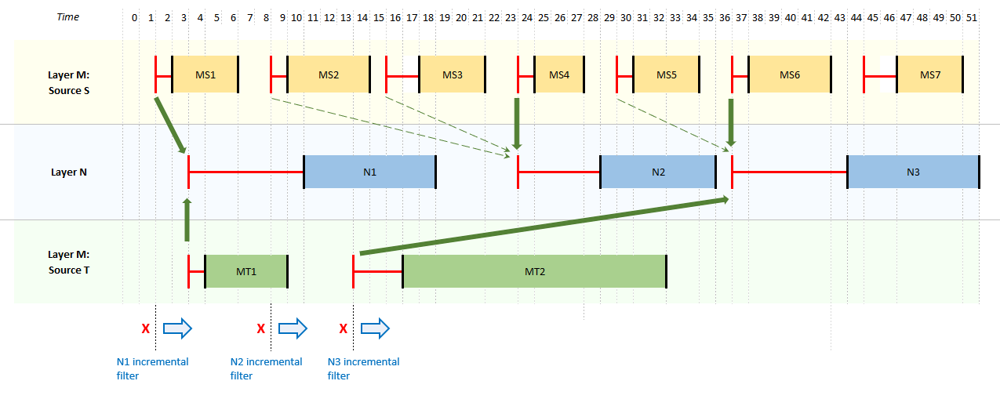 Time 0 1 2 3 4 5 6 7 8 9 10 11 12 13 14 15 16 17 18 19 20 21 22 23 24 25 26 27 28 29 30 31 32 33 34 35 36 37 38 39 40 41 42 43 44 45 46 47 48 49 50 51
Layer M:
Source S
MS1 MS2 MS3 MS4 MS5 MS6 MS7
Layer N
N1 N2 N3
Layer M:
Source T
MT1 MT2
X X X
N1 incremental
filter
N2 incremental
filter
N3 incremental
filter